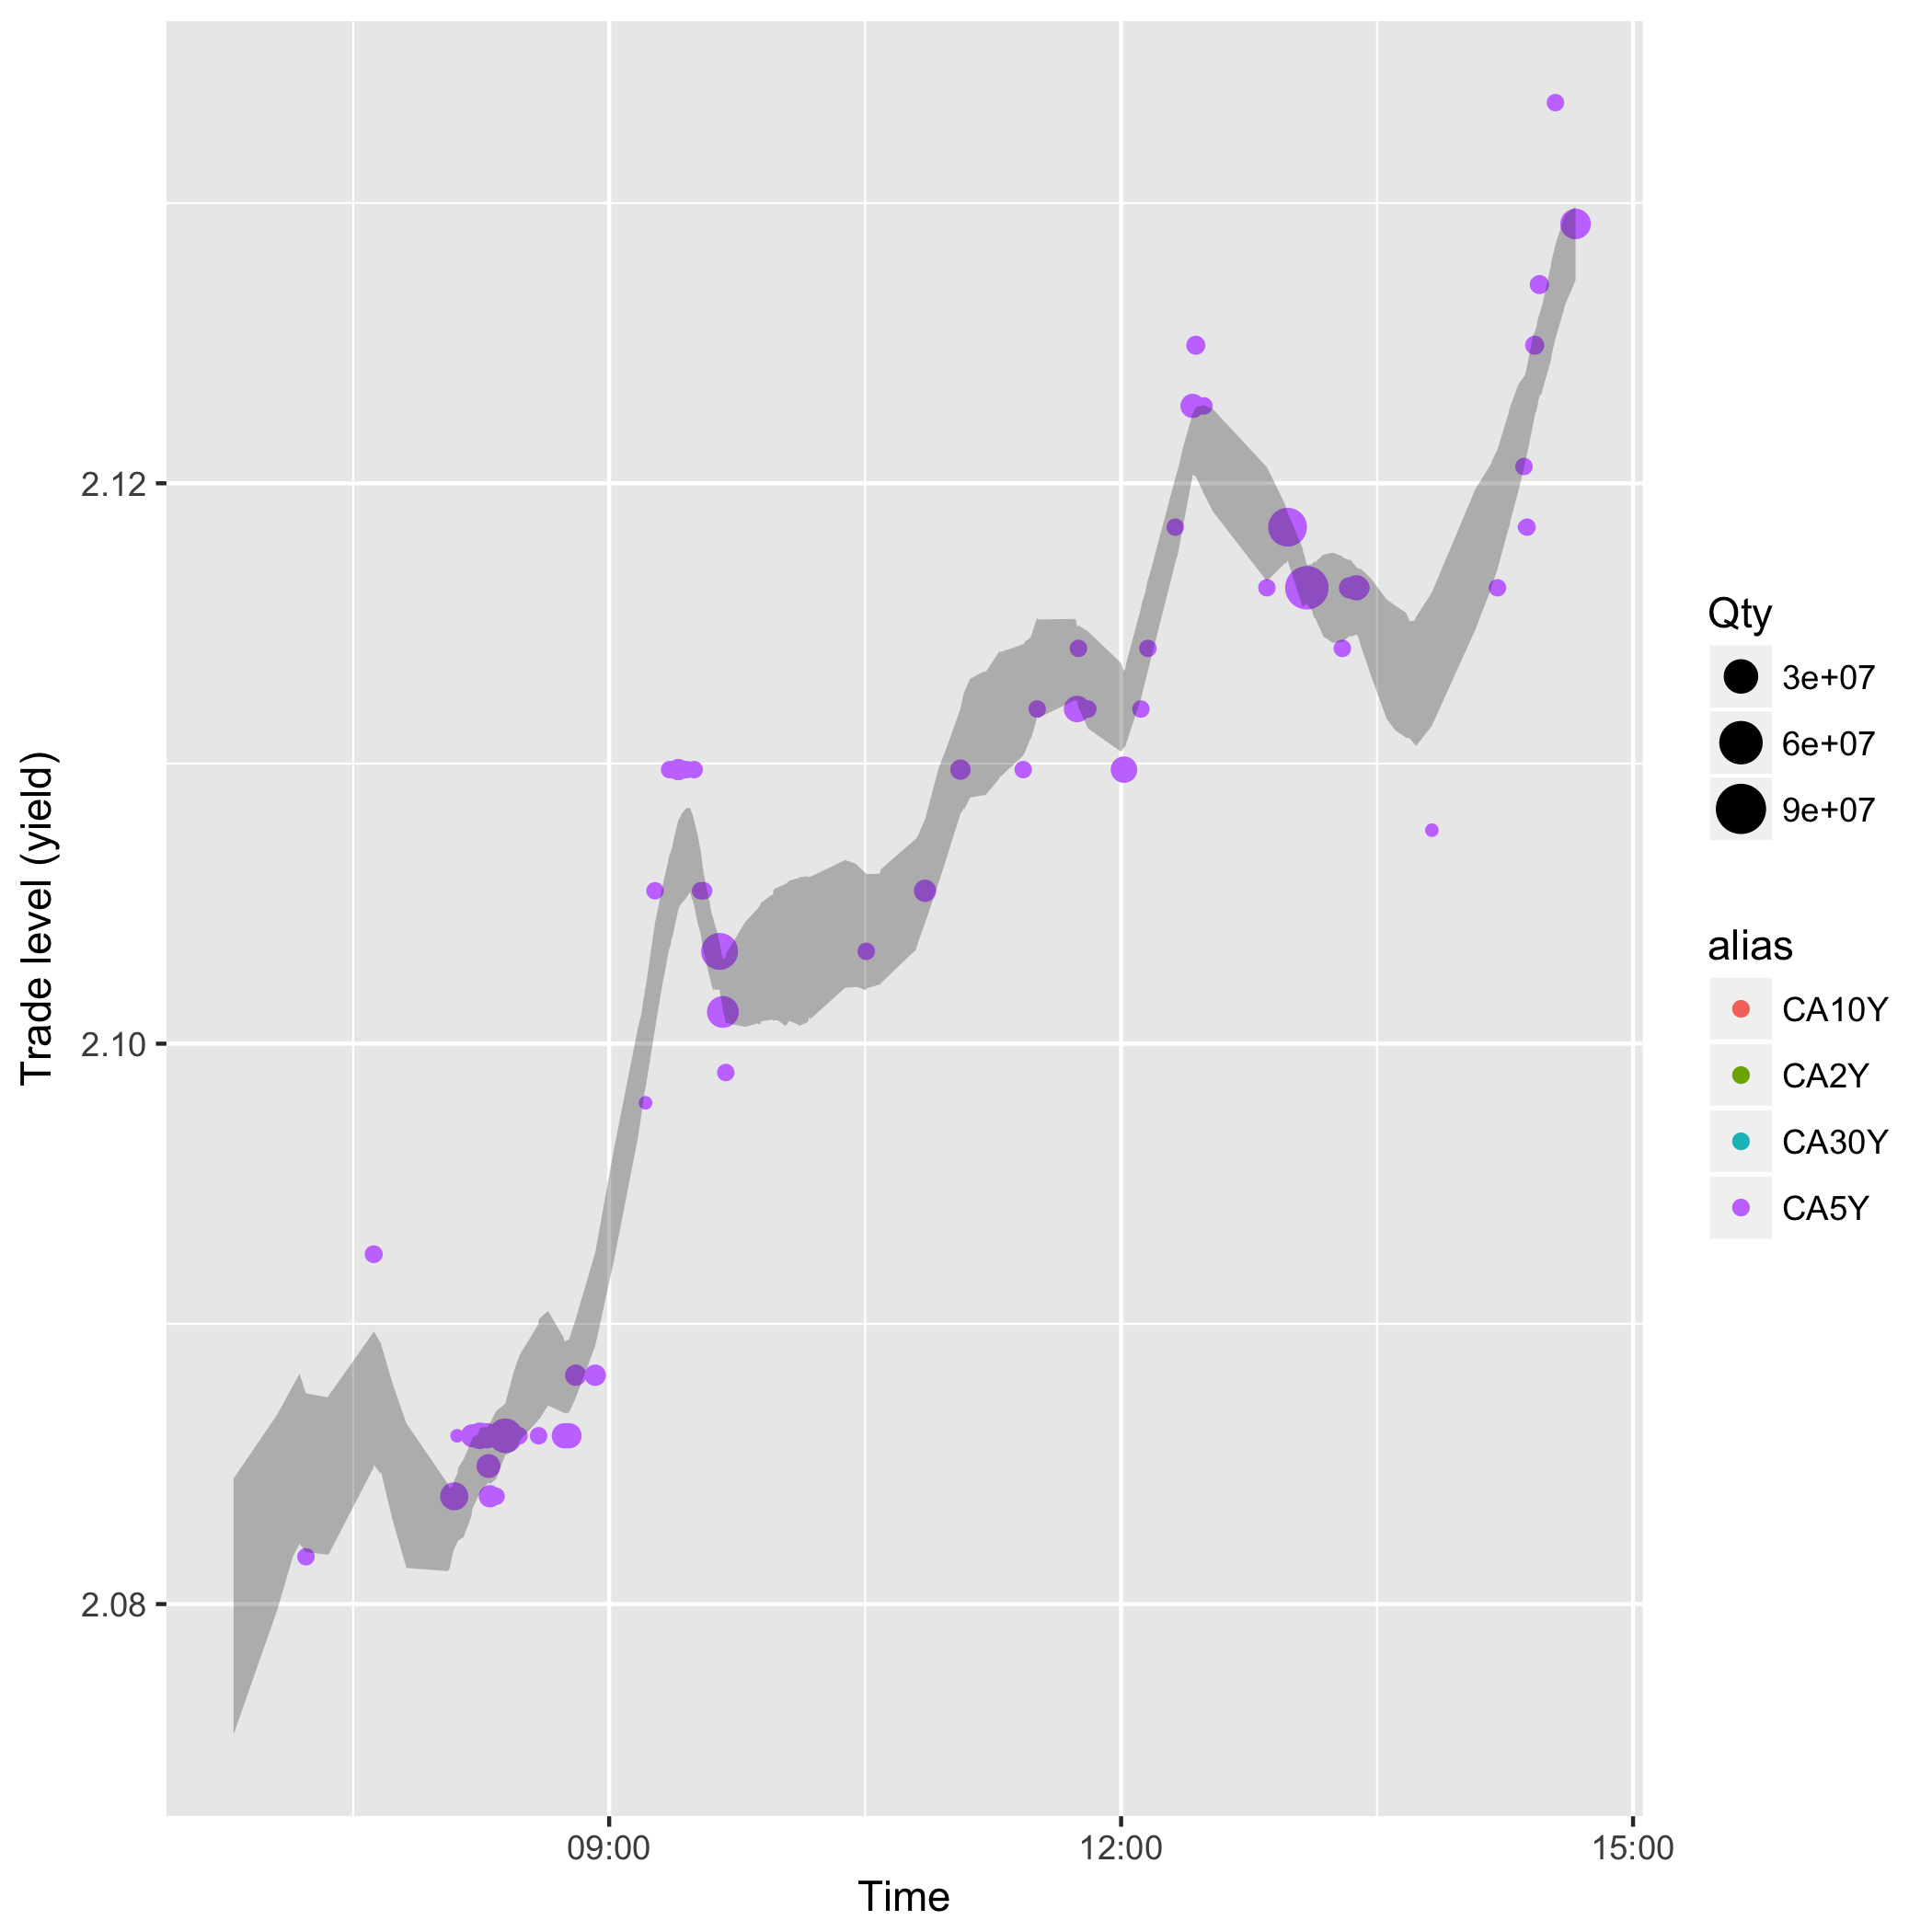 Trade level (yield)
2.12
2.10
2.08
09:00
12:00
15:00
Time
Qty
3e+07
6e+07
9e+07
alias
CA10Y
CA2Y
CA30Y
CA5Y